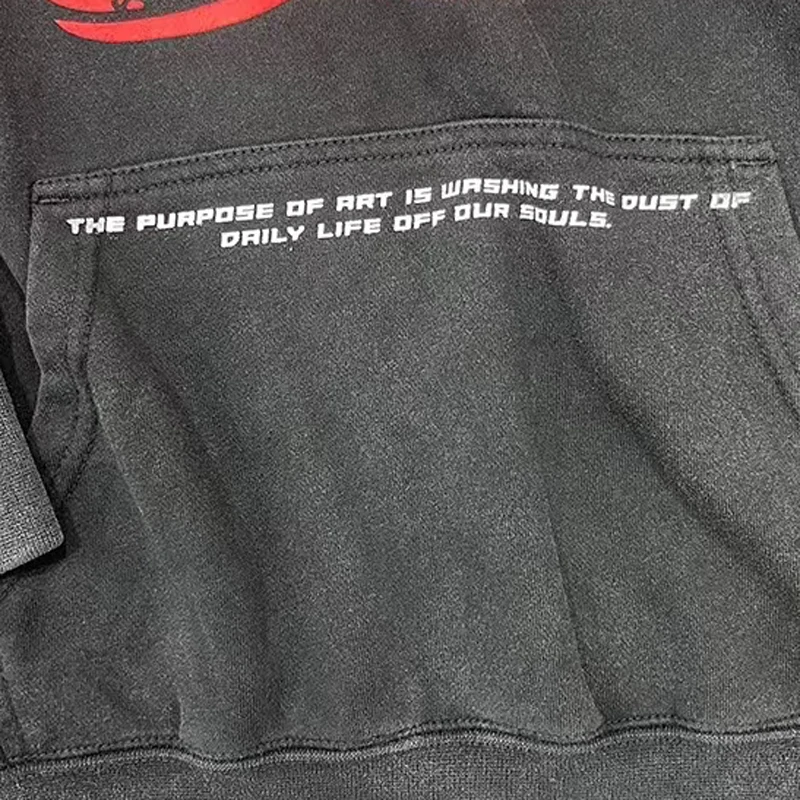 THE PURPOSE OF ART IS WASHING THE DUST OF
DAILY LIFE OFF OUR SOULS.